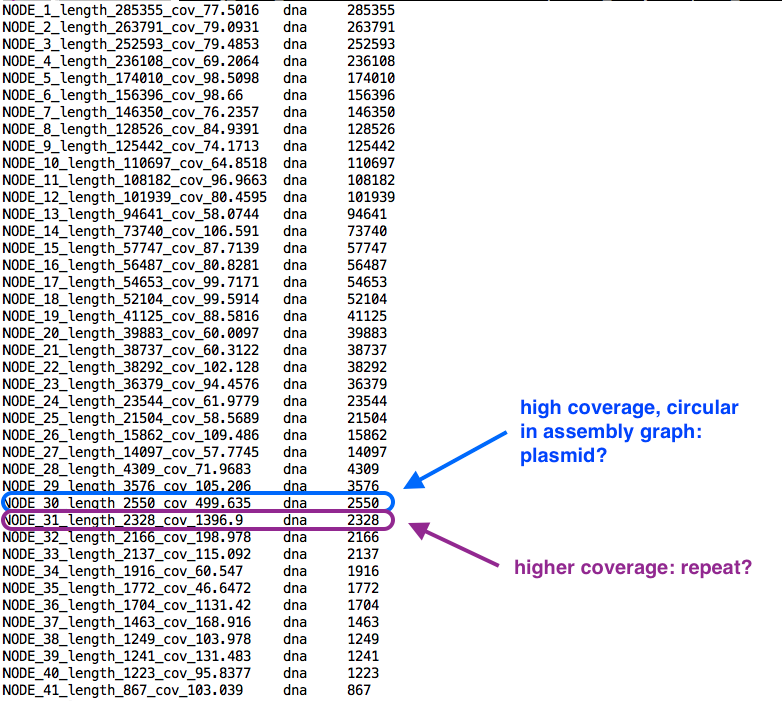 NODE_1_length_285355_cov_77.5016 dna 285355
NODE_2_length_263791_cov_79.0931 dna 263791
NODE_3_length_252593_cov_79.4853 dna 252593
NODE_4_length_236108_cov_69.2064 dna 236108
NODE_5_length_174010_cov_98.5098 dna 174010
NODE_6_length_156396_cov_98.66 dna 156396
NODE_7_length_146350_cov_76.2357 dna 146350
NODE_8_length_128526_cov_84.9391 dna 128526
NODE_9_length_125442_cov_74.1713 dna 125442
NODE_10_length_110697_cov_64.8518 dna 110697
NODE_11_length_108182_cov_96.9663 dna 108182
NODE_12_length_101939_cov_80.4595 dna 101939
NODE_13_length_94641_cov_58.0744 dna 94641
NODE_14_length_73740_cov_106.591 dna 73740
NODE_15_length_57747_cov_87.7139 dna 57747
NODE_16_length_56487_cov_80.8281 dna 56487
NODE_17_length_54653_cov_99.7171 dna 54653
NODE_18_length_52104_cov_99.5914 dna 52104
NODE_19_length_41125_cov_88.5816 dna 41125
NODE_20_length_39883_cov_60.0097 dna 39883
NODE_21_length_38737_cov_60.3122 dna 38737
NODE_22_length_38292_cov_102.128 dna 38292
NODE_23_length_36379_cov_94.4576 dna 36379
NODE_24_length_23544_cov_61.9779 dna 23544
NODE_25_length_21504_cov_58.5689 dna 21504
NODE_26_length_15862_cov_109.486 dna 15862
NODE_27_length_14097_cov_57.7745 dna 14097
NODE_28_length_4309_cov_71.9683 dna 4309
NODE_29_length_3576_cov_105.206 dna 3576
NODE_30_length_2550_cov_499.635 dna 2550
NODE_31_length_2328_cov_1396.9 dna 2328
NODE_32_length_2166_cov_198.978 dna 2166
NODE_33_length_2137_cov_115.092 dna 2137
NODE_34_length_1916_cov_60.547 dna 1916
NODE_35_length_1772_cov_46.6472 dna 1772
NODE_36_length_1704_cov_1131.42 dna 1704
NODE_37_length_1463_cov_168.916 dna 1463
NODE_38_length_1249_cov_103.978 dna 1249
NODE_39_length_1241_cov_131.483 dna 1241
NODE_40_length_1223_cov_95.8377 dna 1223
NODE_41_length_867_cov_103.039 dna 867
high coverage, circular
in assembly graph:
plasmid?
higher coverage: repeat?